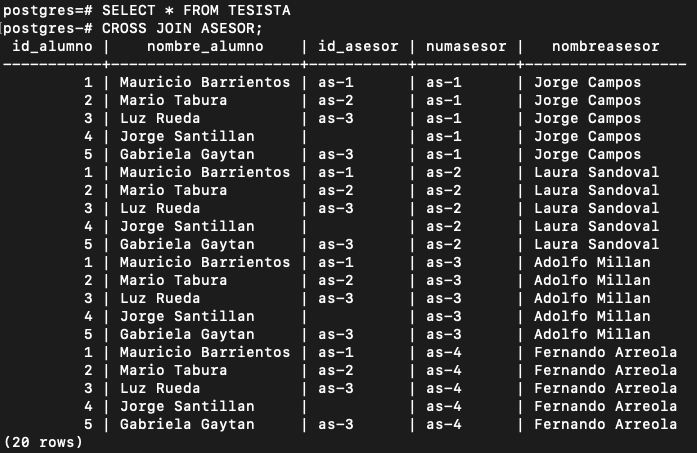 postgres=# SELECT * FROM TESISTA
postgres-# CROSS JOIN ASESOR;
id_alumno | nombre_alumno | id_asesor | numasesor | nombreasesor
-----------+---------------------+-----------+-----------+------------------
1 | Mauricio Barrientos | as-1 | as-1 | Jorge Campos
2 | Mario Tabura | as-2 | as-1 | Jorge Campos
3 | Luz Rueda | as-3 | as-1 | Jorge Campos
4 | Jorge Santillan | | as-1 | Jorge Campos
5 | Gabriela Gaytan | as-3 | as-1 | Jorge Campos
1 | Mauricio Barrientos | as-1 | as-2 | Laura Sandoval
2 | Mario Tabura | as-2 | as-2 | Laura Sandoval
3 | Luz Rueda | as-3 | as-2 | Laura Sandoval
4 | Jorge Santillan | | as-2 | Laura Sandoval
5 | Gabriela Gaytan | as-3 | as-2 | Laura Sandoval
1 | Mauricio Barrientos | as-1 | as-3 | Adolfo Millan
2 | Mario Tabura | as-2 | as-3 | Adolfo Millan
3 | Luz Rueda | as-3 | as-3 | Adolfo Millan
4 | Jorge Santillan | | as-3 | Adolfo Millan
5 | Gabriela Gaytan | as-3 | as-3 | Adolfo Millan
1 | Mauricio Barrientos | as-1 | as-4 | Fernando Arreola
2 | Mario Tabura | as-2 | as-4 | Fernando Arreola
3 | Luz Rueda | as-3 | as-4 | Fernando Arreola
4 | Jorge Santillan | | as-4 | Fernando Arreola
5 | Gabriela Gaytan | as-3 | as-4 | Fernando Arreola
(20 rows)